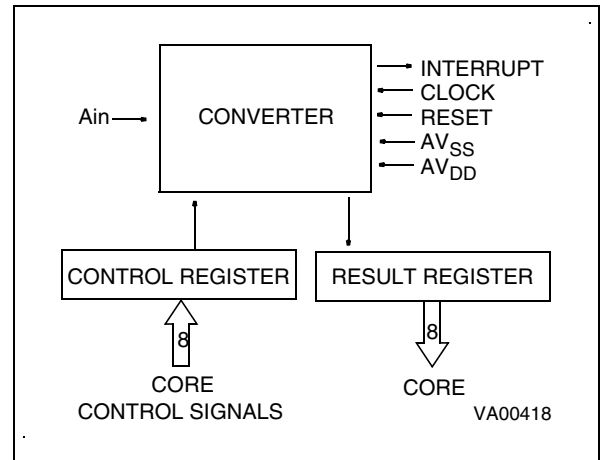 INTERRUPT
CLOCK
Ain
CONVERTER
RESET
AVSS
AVDD
CONTROL REGISTER
RESULT REGISTER
8
8
CORE
CONTROL SIGNALS
CORE
VA00418